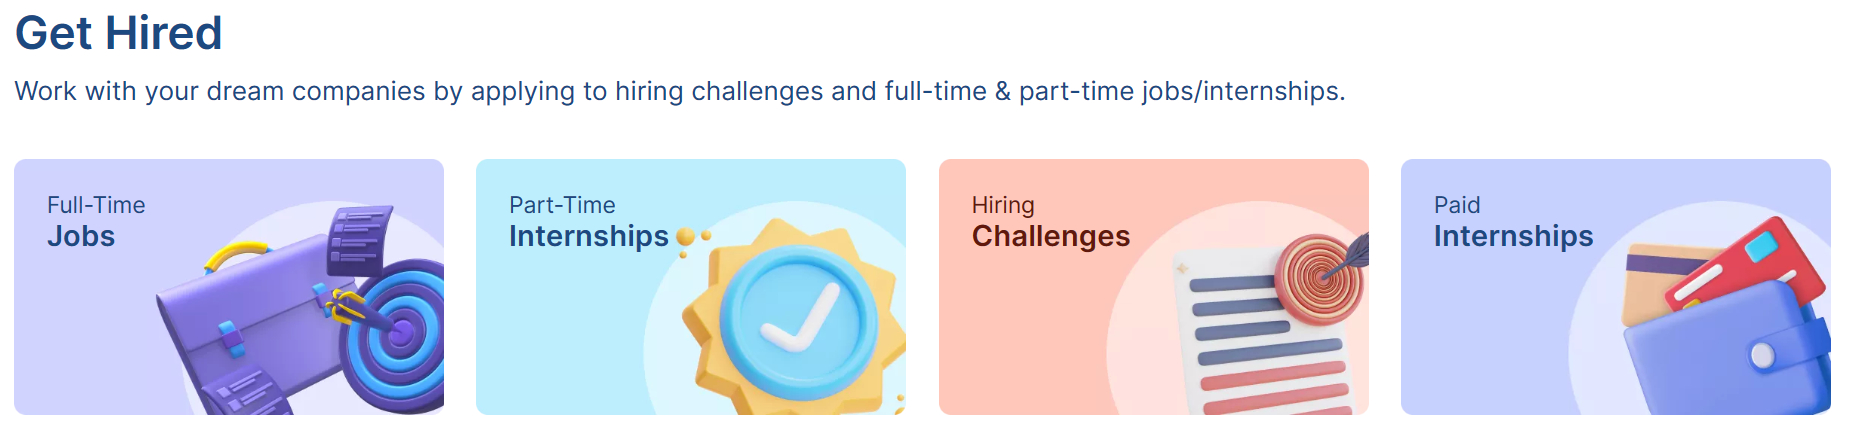 Get Hired
Work with your dream companies by applying to hiring challenges and full-time & part-time jobs/internships.
Full-Time
Jobs
Part-Time
Internships
Hiring
Challenges
Paid
Internships